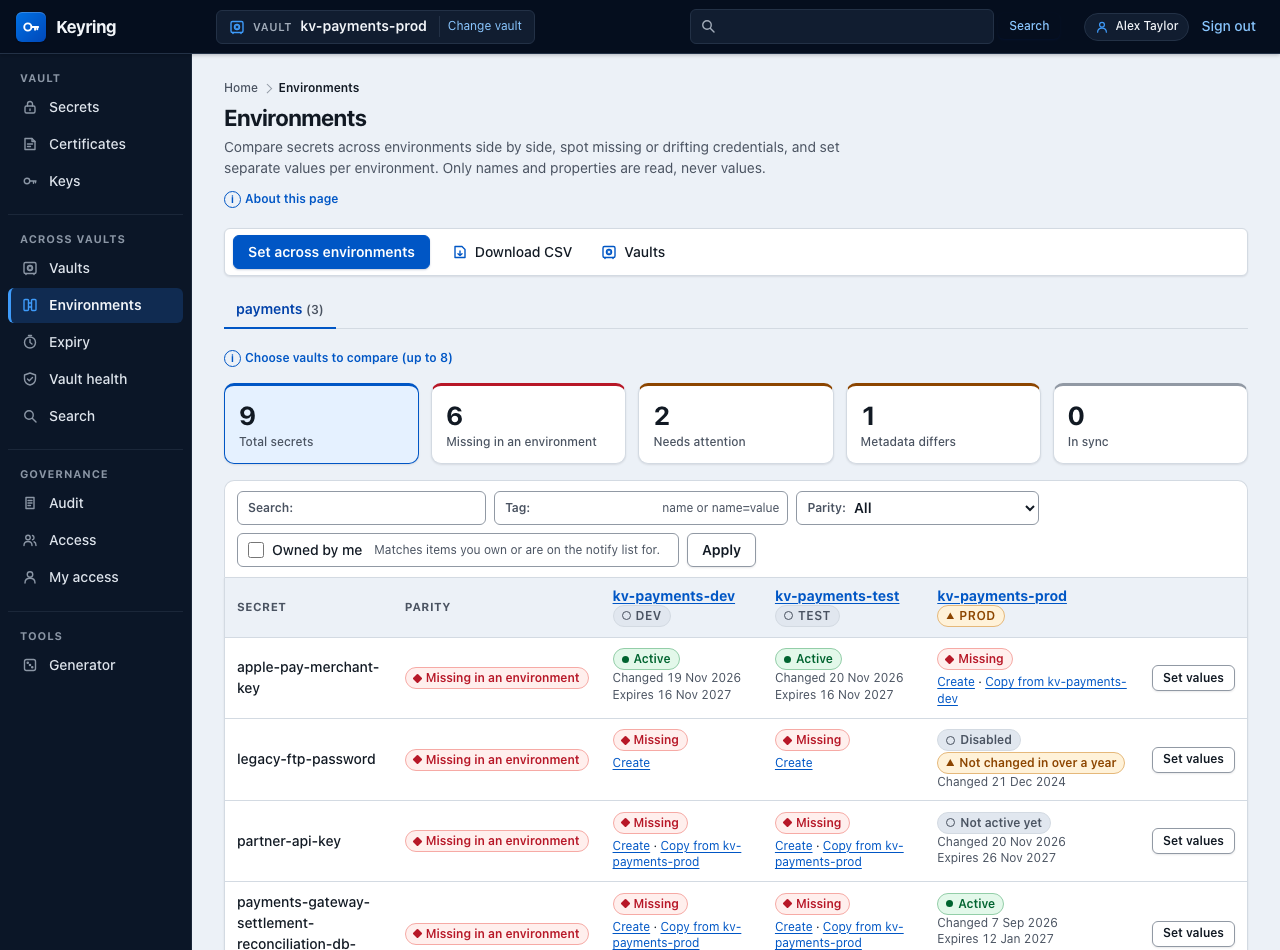 Keyring
VAULT kv-payments-prod Change vault
Search
Alex Taylor
Sign out
VAULT
Secrets
Certificates
Keys
ACROSS VAULTS
Vaults
Environments
Expiry
Vault health
Search
GOVERNANCE
Audit
Access
My access
TOOLS
Generator
Home
Environments
Environments
Compare secrets across environments side by side, spot missing or drifting credentials, and set
separate values per environment. Only names and properties are read, never values.
About this page
Set across environments
Download CSV
Vaults
payments (3)
Choose vaults to compare (up to 8)
9
Total secrets
6
Missing in an environment
2
Needs attention
1
Metadata differs
0
In sync
Search:
Tag: name or name=value
Parity: All
Owned by me Matches items you own or are on the notify list for.
Apply
SECRET
PARITY
kv-payments-dev
DEV
kv-payments-test
TEST
kv-payments-prod
PROD
apple-pay-merchant-
key
Missing in an environment
Active
Changed 19 Nov 2026
Expires 16 Nov 2027
Active
Changed 20 Nov 2026
Expires 16 Nov 2027
Missing
Create · Copy from kv-payments-
dev
Set values
legacy-ftp-password
Missing in an environment
Missing
Create
Missing
Create
Disabled
Not changed in over a year
Changed 21 Dec 2024
Set values
partner-api-key
Missing in an environment
Missing
Create · Copy from kv-
payments-prod
Missing
Create · Copy from kv-
payments-prod
Not active yet
Changed 20 Nov 2026
Expires 26 Nov 2027
Set values
payments-gateway-
settlement-
reconciliation-db-
Missing in an environment
Missing
Create · Copy from kv-
payments-prod
Missing
Create · Copy from kv-
payments-prod
Active
Changed 7 Sep 2026
Expires 12 Jan 2027
Set values